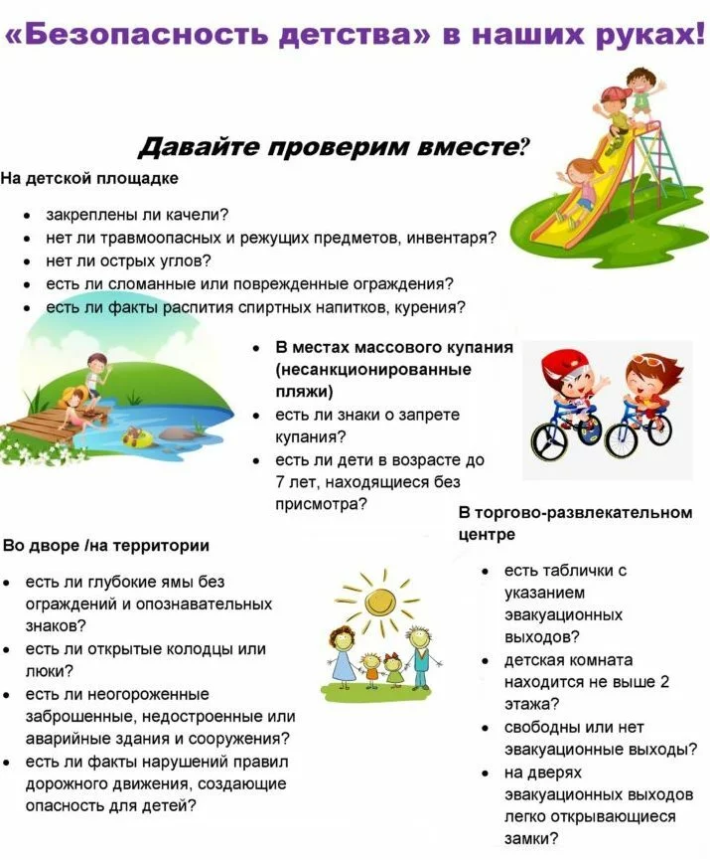 «Безопасность детства» в наших руках!
Давайте проверим вместе?
На детской площадке
• закреплены ли качели?
• нет ли травмоопасных и режущих предметов, инвентаря?
• нет ли острых углов?
• есть ли сломанные или поврежденные ограждения?
• есть ли факты распития спиртных напитков, курения?
• В местах массового купания
(несанкционированные
пляжи)
• есть ли знаки о запрете
купания?
• есть ли дети в возрасте до
7 лет, находящиеся без
присмотра?
Во дворе /на территории
• есть ли глубокие ямы без
ограждений и опознавательных
знаков?
• есть ли открытые колодцы или
люки?
• есть ли неогороженные
заброшенные, недостроенные или
аварийные здания и сооружения?
• есть ли факты нарушений правил
дорожного движения, создающие
опасность для детей?
В торгово-развлекательном
центре
• есть таблички с
указанием
эвакуационных
выходов?
• детская комната
находится не выше 2
этажа?
• свободны или нет
эвакуационные выходы?
• на дверях
эвакуационных выходов
легко открывающиеся
замки?